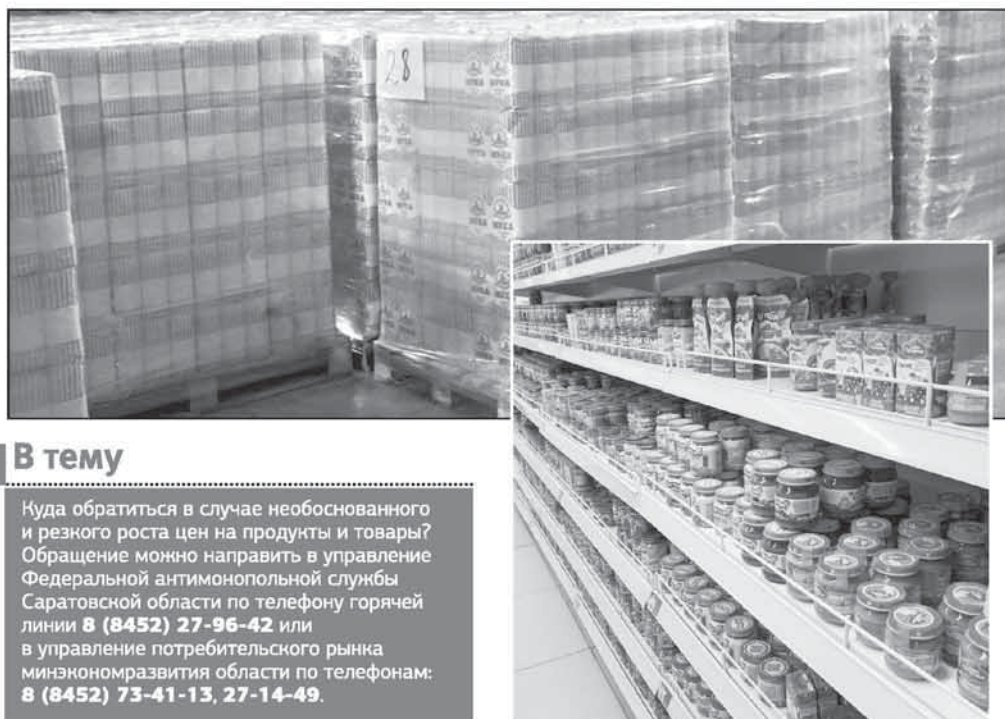 28
МУКА
В тему
Куда обратиться в случае необоснованного
и резкого роста цен на продукты и товары?
Обращение можно направить в управление
Федеральной антимонопольной службы
Саратовской области по телефону горячей
линии 8 (8452) 27-96-42 или
в управление потребительского рынка
минэкономразвития области по телефонам:
8 (8452) 73-41-13, 27-14-49.